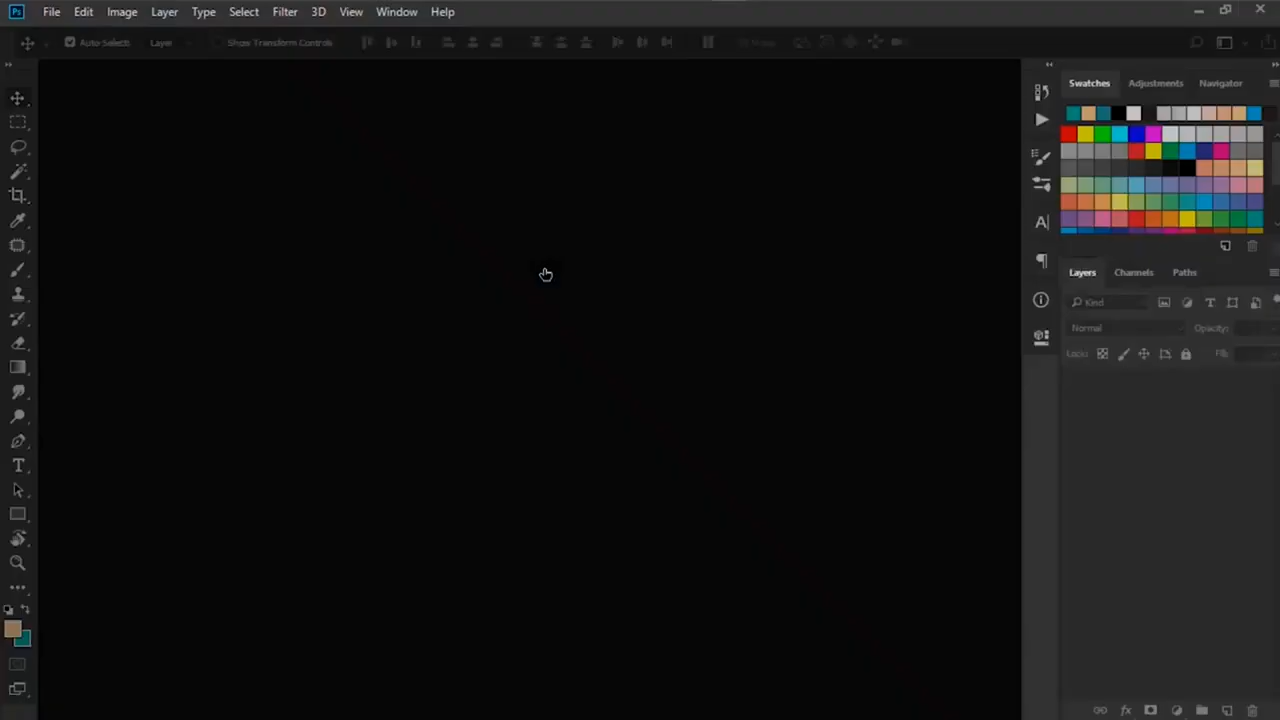 Ps File Edit Image Layer Type Select Filter 3D View Window Help
Auto Select: Layer Show Transform Controls
Swatches Adjustments Navigator
Layers Channels Paths
Kind
Normal Opacity:
Lock: Fill: